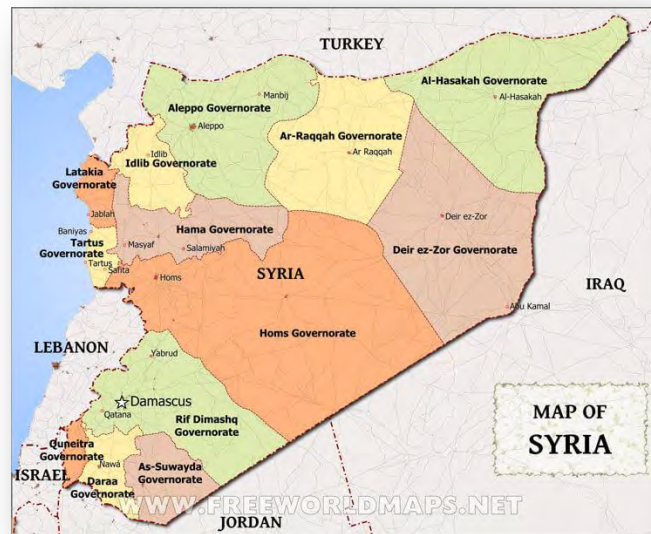 TURKEY
Al-Hasakah Governorate
Manbij
Al-Hasakah
Aleppo Governorate
Aleppo
Ar-Raqqah Governorate
Idlib
Ar Raqqah
Idlib Governorate
Latakia
Governorate
Jablah
Deir ez-Zor
Baniyas
Hama Governorate
Tartus
Governorate
Masyaf
Salamiyah
Deir ez-Zor Governorate
Tartus
Safita
Homs
SYRIA
IRAQ
Abu Kamal
Homs Governorate
LEBANON
Yabrud
Damascus
Qatana
Rif Dimashq
Governorate
MAP OF
SYRIA
Quneitra
Governorate
Nawá
As-Suwayda
Governorate
ISRAEL
Daraa
Governorate
WWW.FREEWORLDMAPS.NET
JORDAN